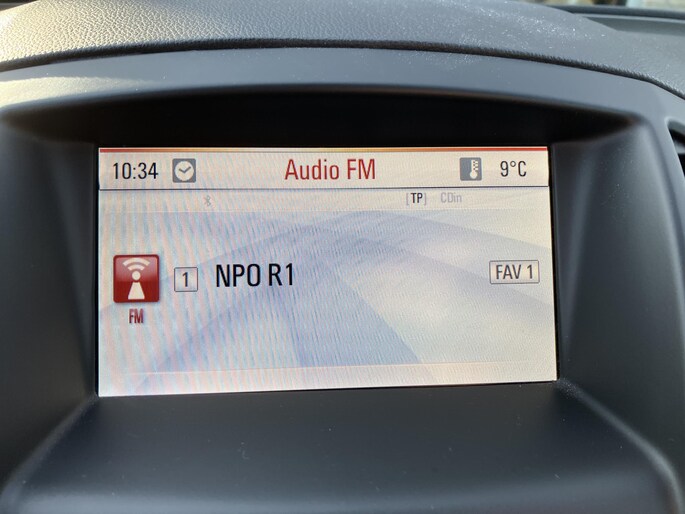 10:34 Audio FM 9°C
[TP] CDin
1 NPO R1 FAV 1
FM